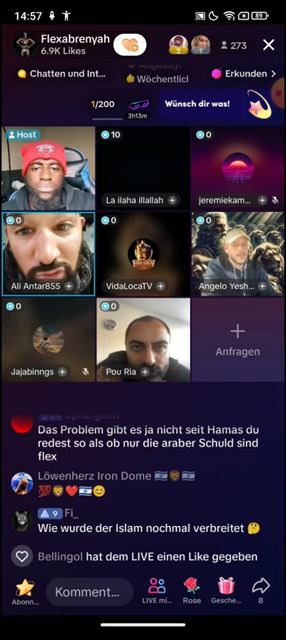 14:57
89
Flexabrenyah
6.9K Likes
273
Chatten und Int...
Wöchentlicl
Erkunden
1/200
3h13m
Wünsch dir was!
Host
10
La ilaha illallah
0
jeremiekam...
0
Ali Antar855
0
VidaLocaTV
0
Angelo Yesh...
0
Jajabinngs
0
Pou Ria
Anfragen
Das Problem gibt es ja nicht seit Hamas du
redest so als ob nur die araber Schuld sind
flex
Löwenherz Iron Dome
💯🦁❤️🇮🇱😊
9 Fi_
Wie wurde der Islam nochmal verbreitet 🤔
Bellingol hat dem LIVE einen Like gegeben
Komment...
Abonn...
LIVE mi...
Rose
Gesche...
8